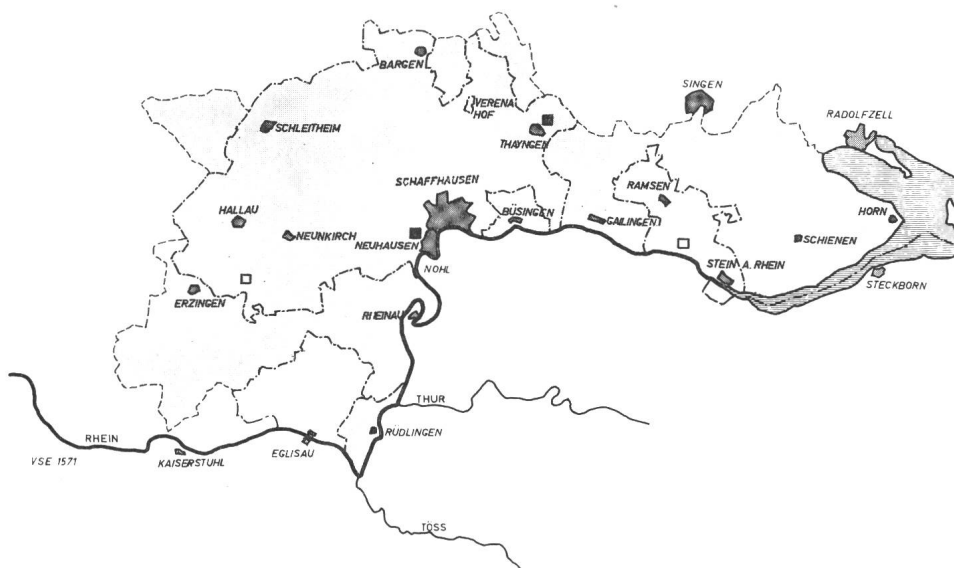 BARGEN
SINGEN
VERENA
HOF
RADOLFZELL
SCHLEITHEIM
THAYNGEN
SCHAFFHAUSEN
RAMSEN
HALLAU
BÜSINGEN
GAILINGEN
HORN
NEUNKIRCH
NEUHAUSEN
SCHIENEN
NOHL
STEIN A. RHEIN
STECKBORN
ERZINGEN
RHEINAU
THUR
RÜDLINGEN
RHEIN
EGLISAU
VSE 1571
KAISERSTUHL
TÖSS